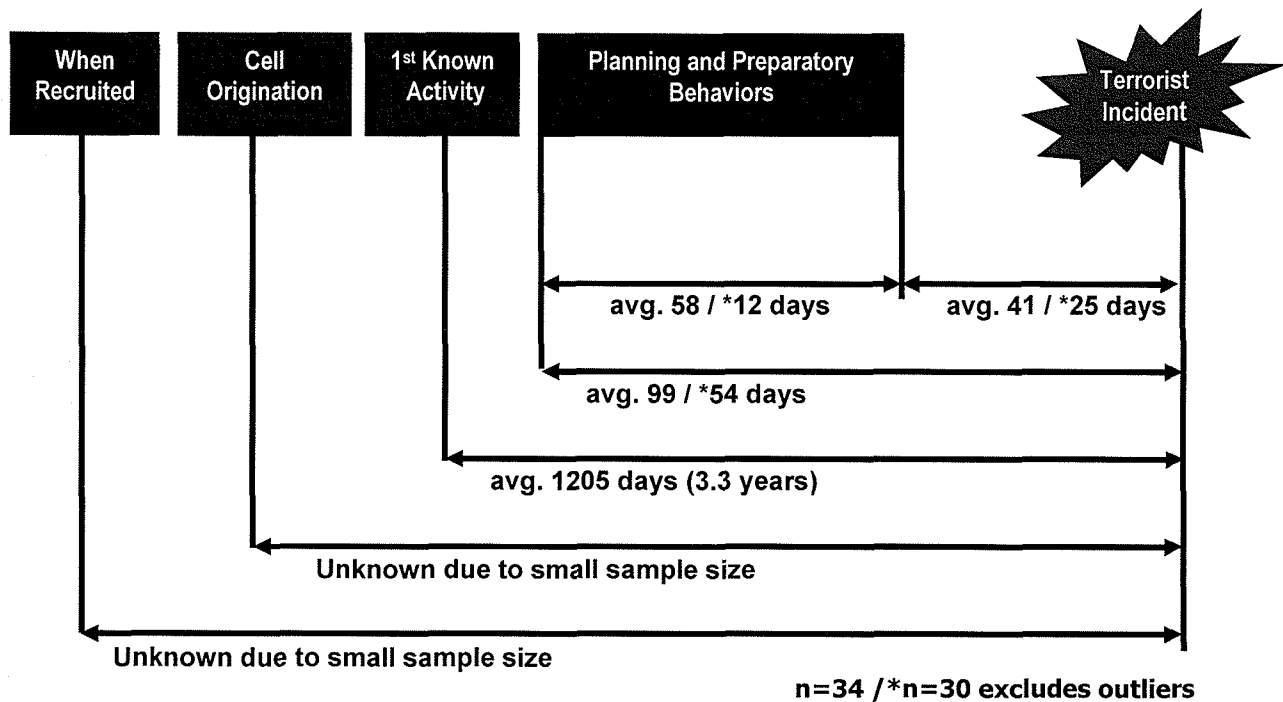 When
Recruited
Cell
Origination
1st Known
Activity
Planning and Preparatory
Behaviors
Terrorist
Incident
avg. 58 / *12 days
avg. 41 / *25 days
avg. 99 / *54 days
avg. 1205 days (3.3 years)
Unknown due to small sample size
Unknown due to small sample size
n=34 /*n=30 excludes outliers